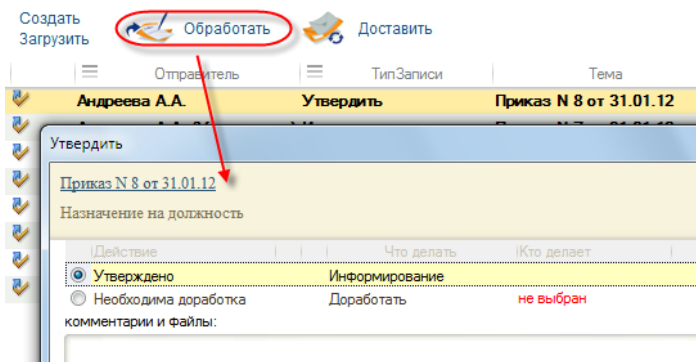 Создать
Загрузить
Обработать
Доставить
Отправитель ТипЗаписи Тема
Андреева А.А. Утвердить Приказ N 8 от 31.01.12
Утвердить
Приказ N 8 от 31.01.12
Назначение на должность
Действие Что делать Кто делает
Утверждено Информирование
Необходима доработка Доработать не выбран
комментарии и файлы: